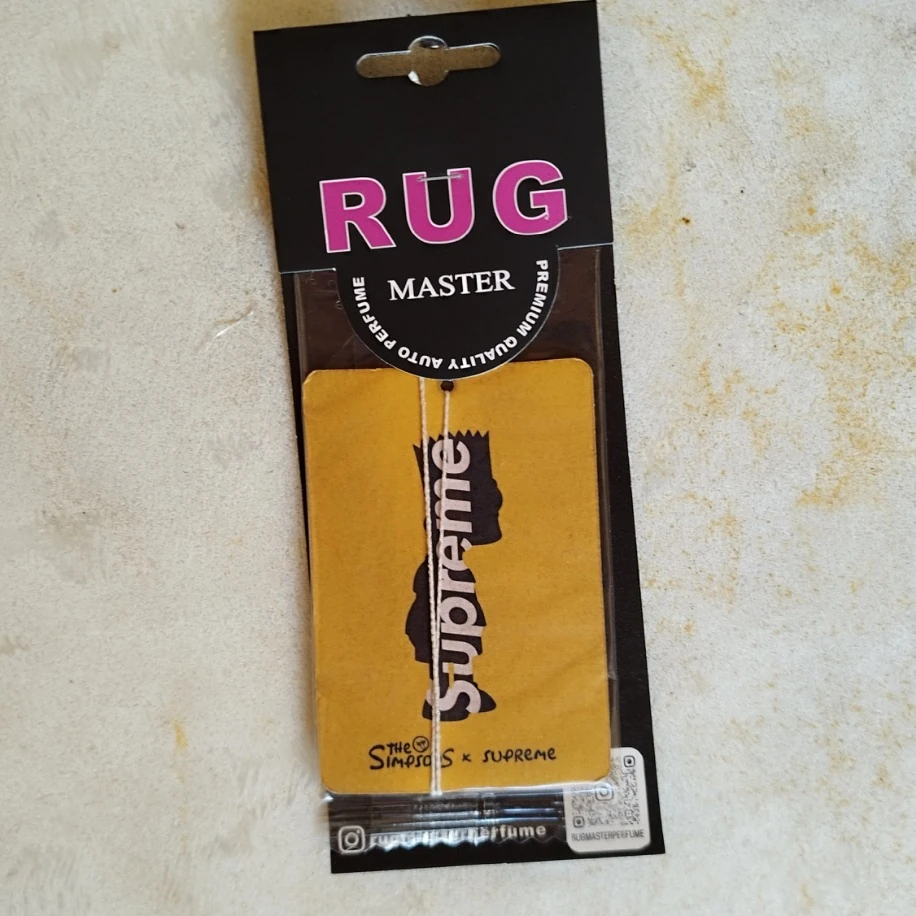 RUG
MASTER
PREMIUM QUALITY AUTO PERFUME
Supreme
THE
SIMPSONS x SUPREME
RUGMASTERPERFUME